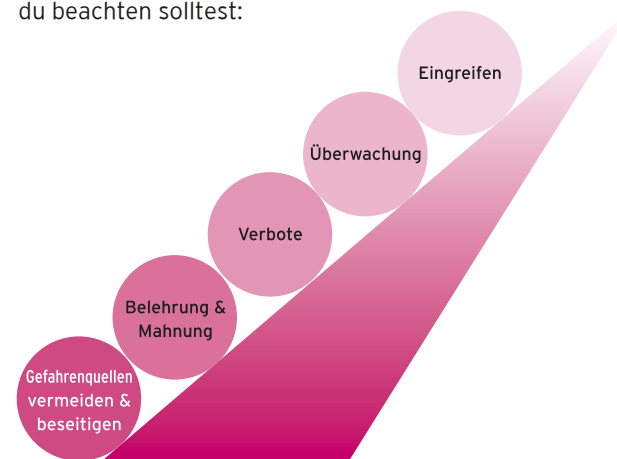 du beachten solltest:
Eingreifen
Überwachung
Verbote
Belehrung &
Mahnung
Gefahrenquellen
vermeiden &
beseitigen